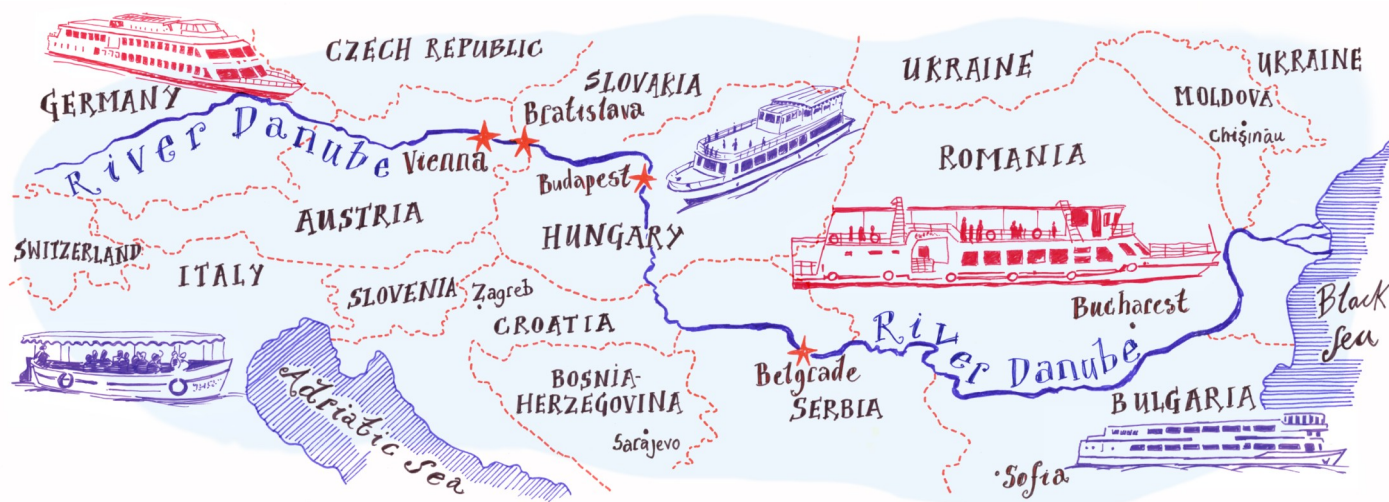 CZECH REPUBLIC
SLOVAKIA
UKRAINE
UKRAINE
GERMANY
River Danube
Bratislava
MOLDOVA
Chişinău
Vienna
Budapest
ROMANIA
AUSTRIA
HUNGARY
SWITZERLAND
ITALY
SLOVENIA
Zagreb
CROATIA
Bucharest
Black
Sea
River Danube
Belgrade
SERBIA
BOSNIA-
HERZEGOVINA
Sarajevo
Adriatic Sea
BULGARIA
Sofia